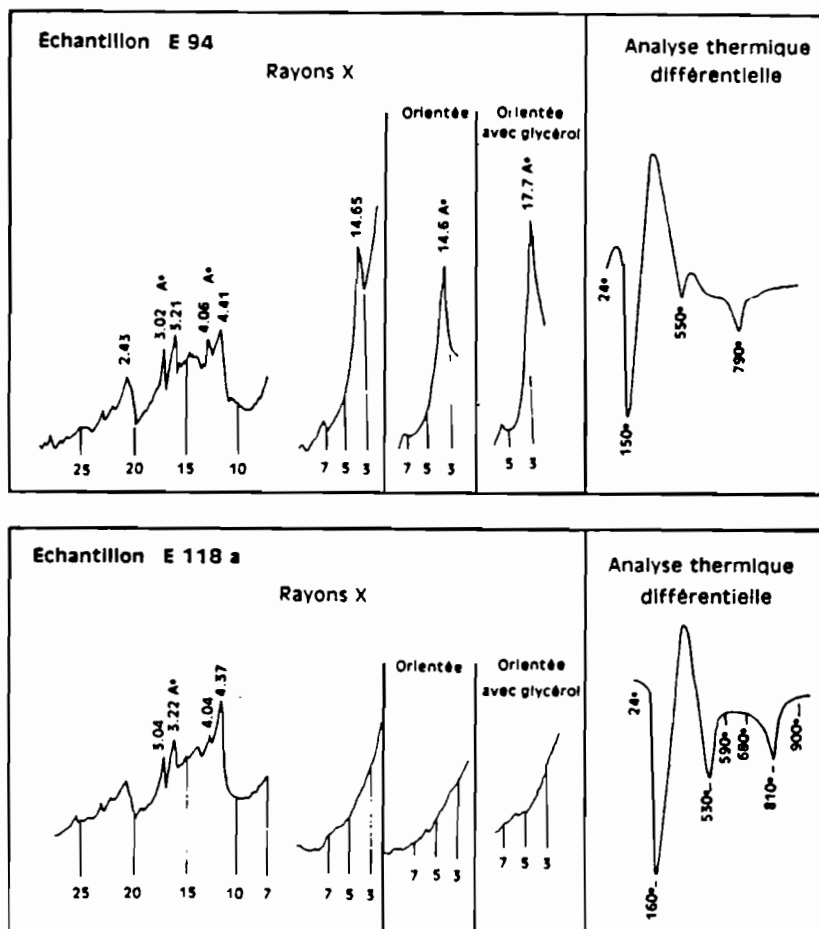 Échantillon E 94
Rayons X
Orientée
Orientée
avec glycérol
Analyse thermique
différentielle
2.43
3.02 A°
3.21
4.06 A°
4.41
14.65
14.6 A°
17.7 A°
25
20
15
10
7
5
3
7
5
3
5
3
24°
150°
550°
790°
Échantillon E 118 a
Rayons X
Orientée
Orientée
avec glycérol
Analyse thermique
différentielle
3.04
3.22 A°
4.04
4.37
25
20
15
10
7
7
5
3
7
5
3
7
5
3
24°
160°
530°
590°
680°
810°
900°